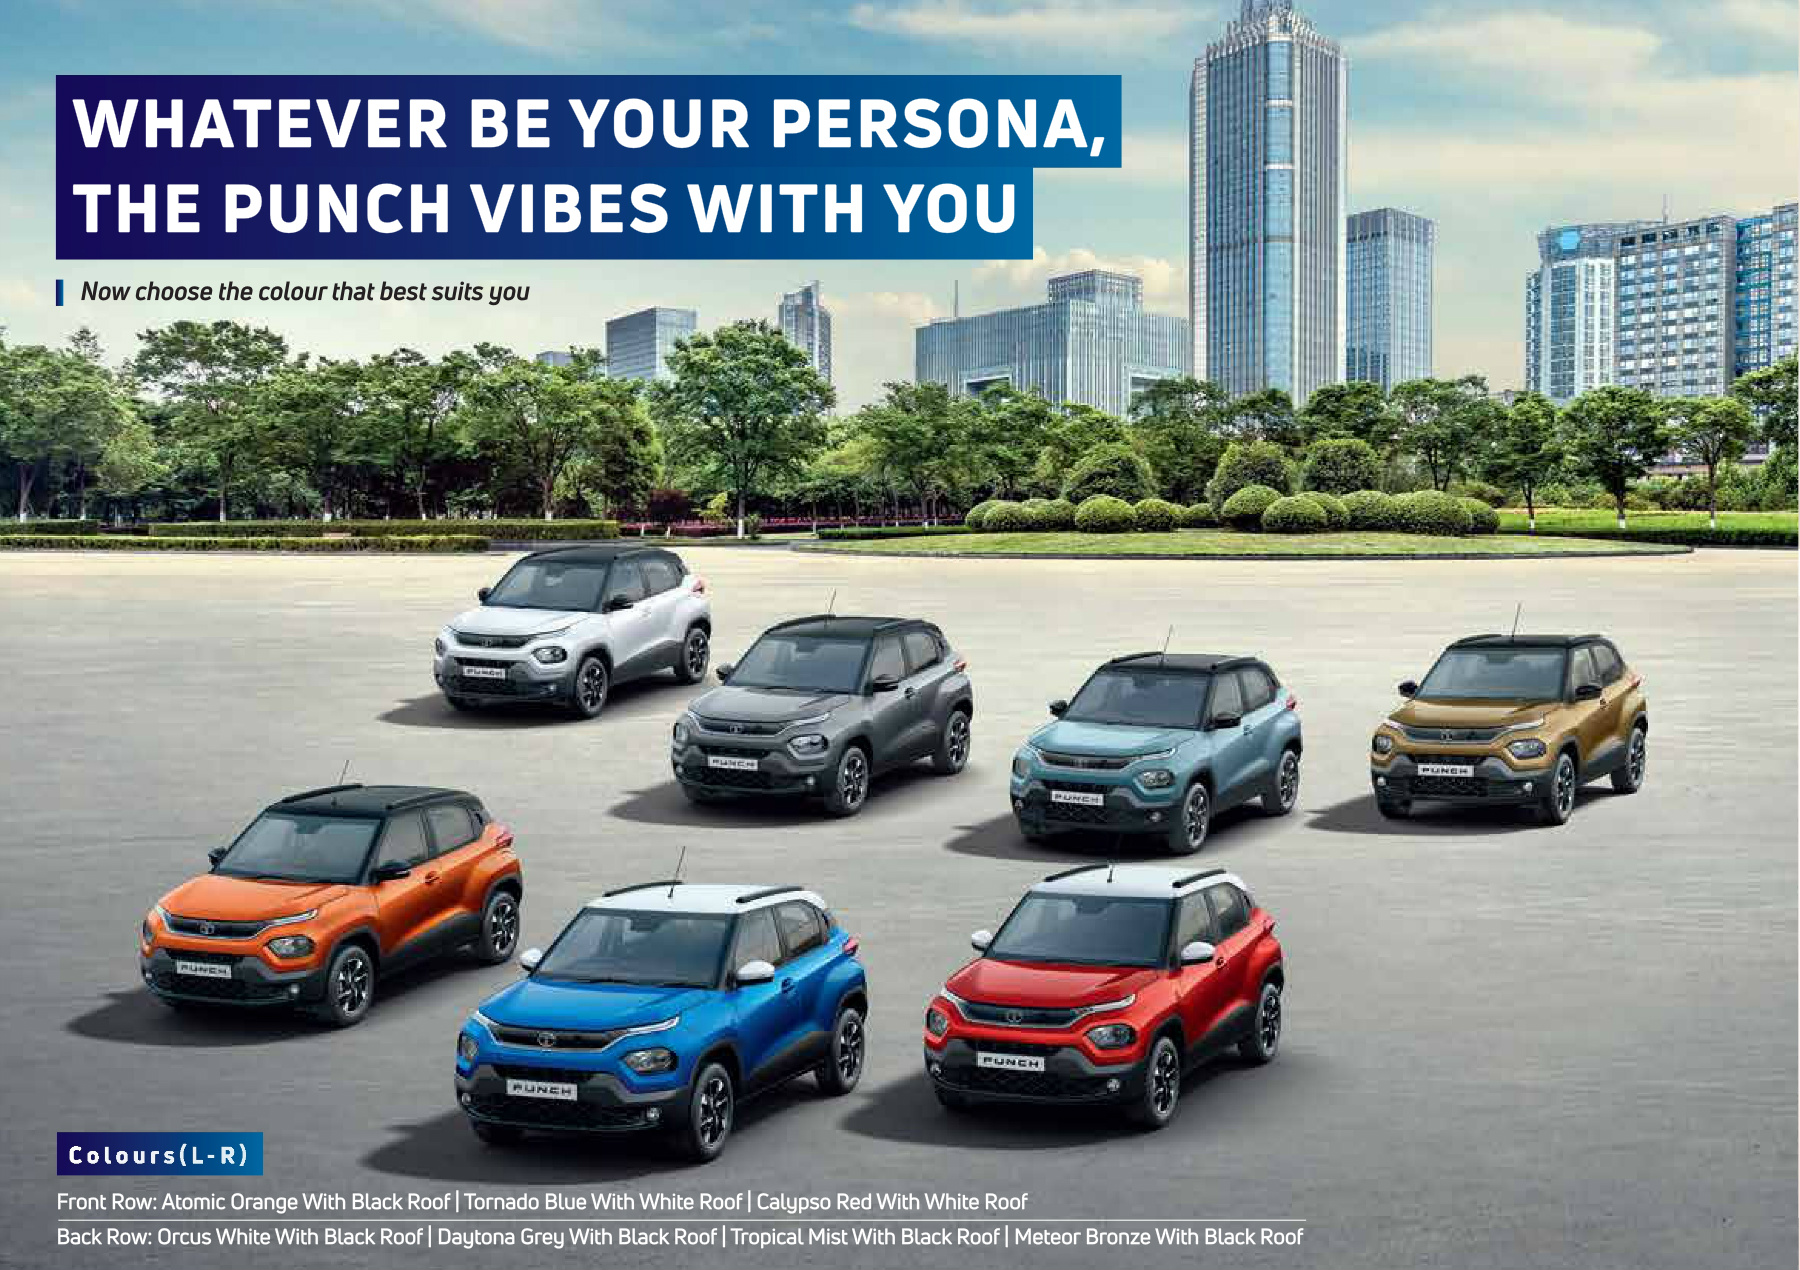 WHATEVER BE YOUR PERSONA,
THE PUNCH VIBES WITH YOU
Now choose the colour that best suits you
PUNCH
PUNCH
PUNCH
PUNCH
PUNCH
PUNCH
PUNCH
Colours(L-R)
Front Row: Atomic Orange With Black Roof | Tornado Blue With White Roof | Calypso Red With White Roof
Back Row: Orcus White With Black Roof | Daytona Grey With Black Roof | Tropical Mist With Black Roof | Meteor Bronze With Black Roof